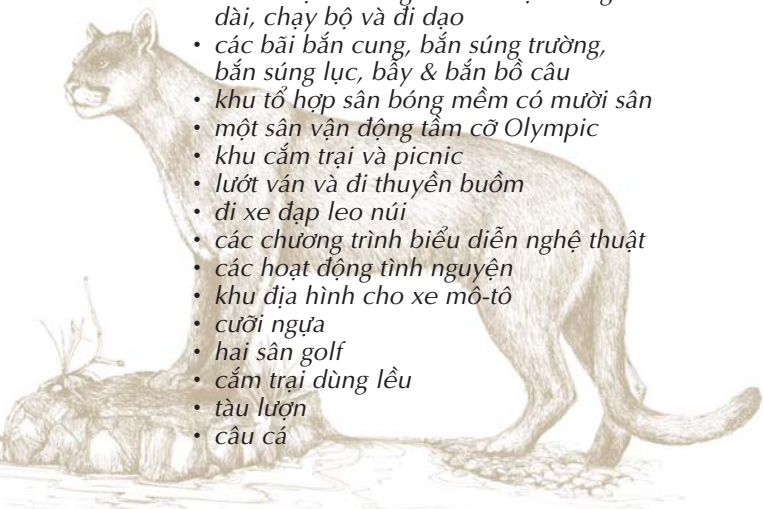 dài, chạy bộ và đi dạo
• các bãi bắn cung, bắn súng trường,
bắn súng lục, bẫy & bắn bồ câu
• khu tổ hợp sân bóng mềm có mười sân
• một sân vận động tầm cỡ Olympic
• khu cắm trại và picnic
• lướt ván và đi thuyền buồm
• đi xe đạp leo núi
• các chương trình biểu diễn nghệ thuật
• các hoạt động tình nguyện
• khu địa hình cho xe mô-tô
• cưỡi ngựa
• hai sân golf
• cắm trại dùng lều
• tàu lượn
• câu cá